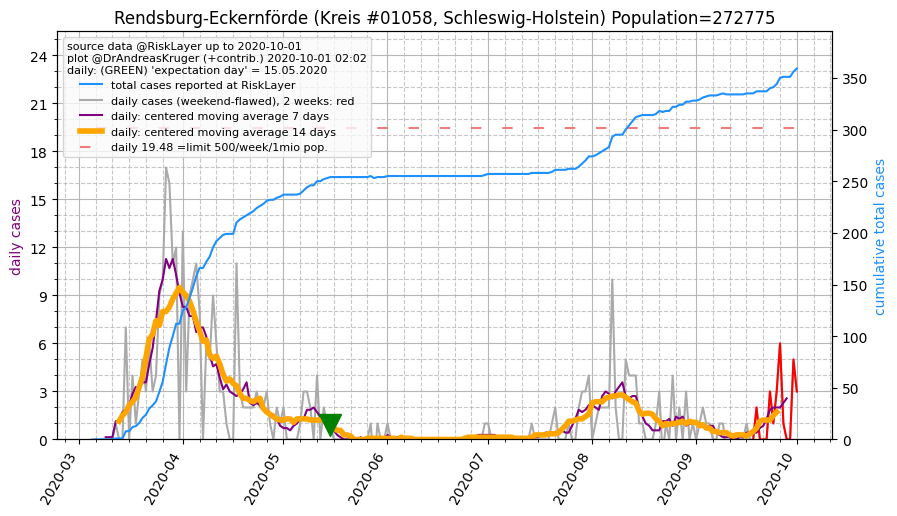 Rendsburg-Eckernförde (Kreis #01058, Schleswig-Holstein) Population=272775
source data @RiskLayer up to 2020-10-01
plot @DrAndreasKruger (+contrib.) 2020-10-01 02:02
daily: (GREEN) 'expectation day' = 15.05.2020
total cases reported at RiskLayer
daily cases (weekend-flawed), 2 weeks: red
daily: centered moving average 7 days
daily: centered moving average 14 days
daily 19.48 =limit 500/week/1mio pop.
daily cases
24
21
18
15
12
9
6
3
0
cumulative total cases
350
300
250
200
150
100
50
0
2020-03
2020-04
2020-05
2020-06
2020-07
2020-08
2020-09
2020-10